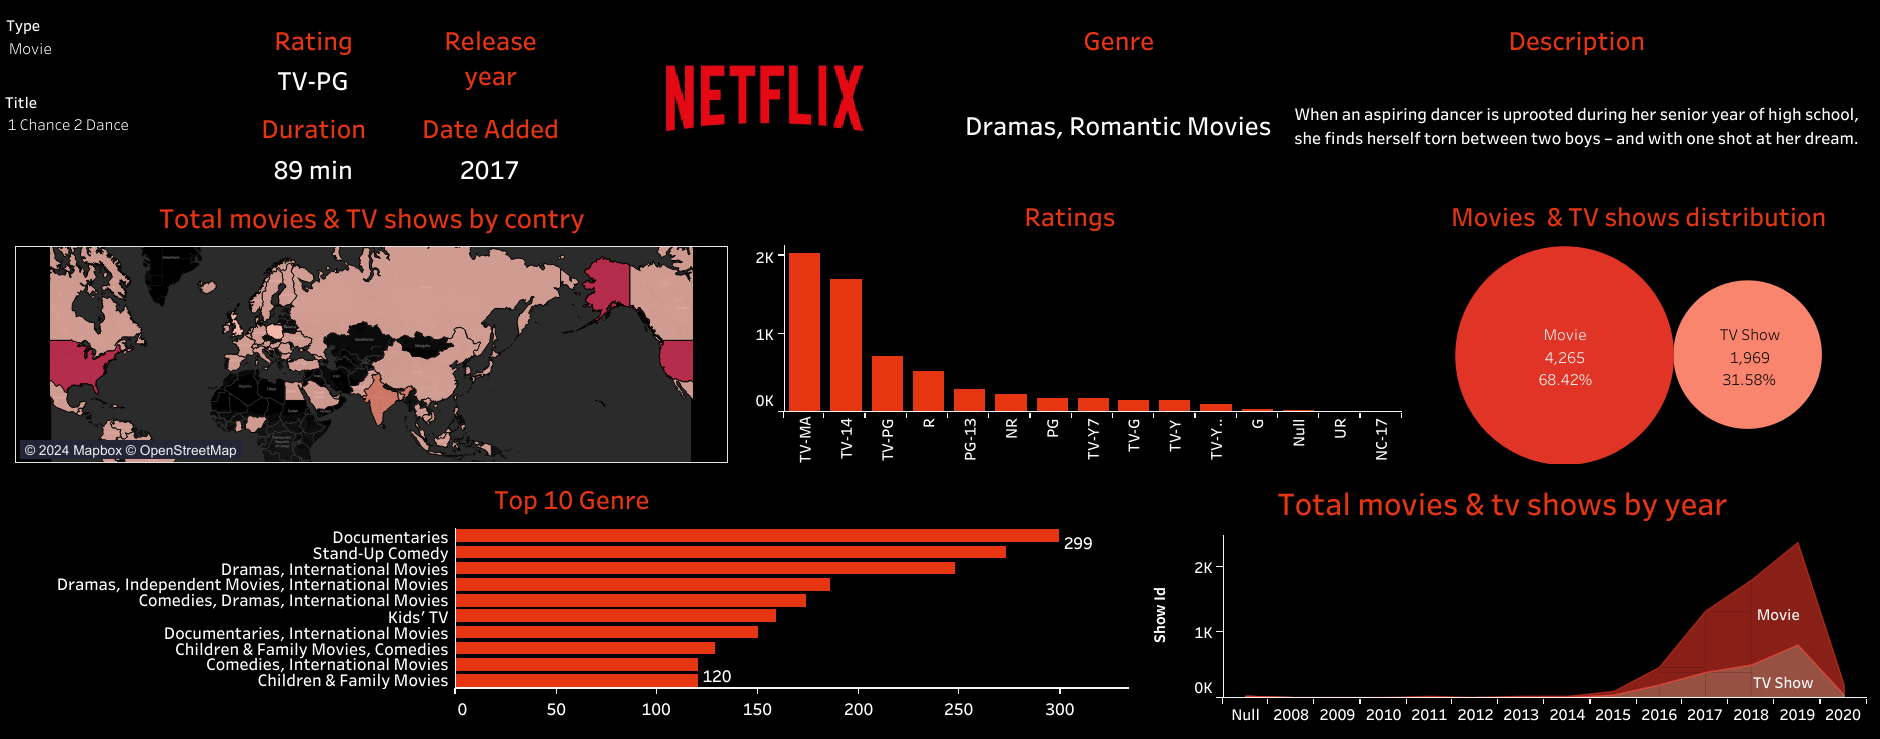 Type
Movie
Title
1 Chance 2 Dance
Rating
TV-PG
Release
year
Duration
89 min
Date Added
2017
NETFLIX
Genre
Dramas, Romantic Movies
Description
When an aspiring dancer is uprooted during her senior year of high school,
she finds herself torn between two boys – and with one shot at her dream.
Total movies & TV shows by contry
© 2024 Mapbox © OpenStreetMap
Ratings
2K
1K
0K
TV-MA
TV-14
TV-PG
R
PG-13
NR
PG
TV-Y7
TV-G
TV-Y
TV-Y..
G
Null
UR
NC-17
Movies & TV shows distribution
Movie
4,265
68.42%
TV Show
1,969
31.58%
Top 10 Genre
Documentaries
299
Stand-Up Comedy
Dramas, International Movies
Dramas, Independent Movies, International Movies
Comedies, Dramas, International Movies
Kids' TV
Documentaries, International Movies
Children & Family Movies, Comedies
Comedies, International Movies
Children & Family Movies
120
0 50 100 150 200 250 300
Total movies & tv shows by year
Show Id
2K
1K
0K
Movie
TV Show
Null 2008 2009 2010 2011 2012 2013 2014 2015 2016 2017 2018 2019 2020